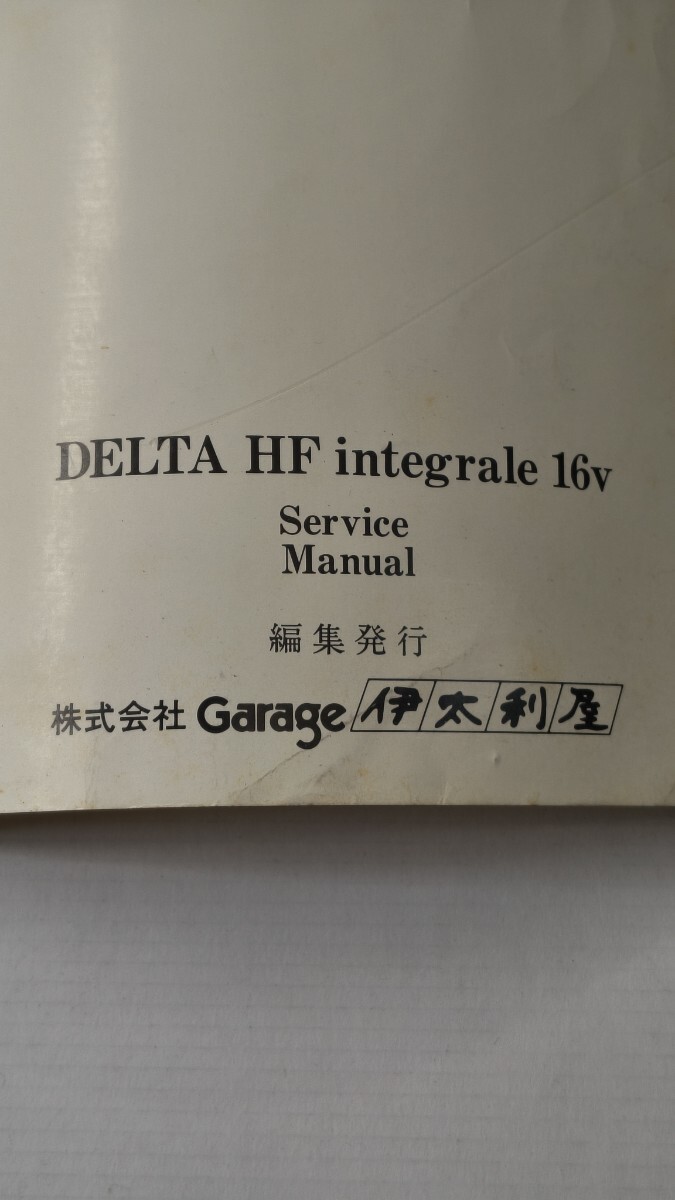 DELTA HF integrale 16v
Service
Manual
編集発行
株式会社 Garage 伊太利屋